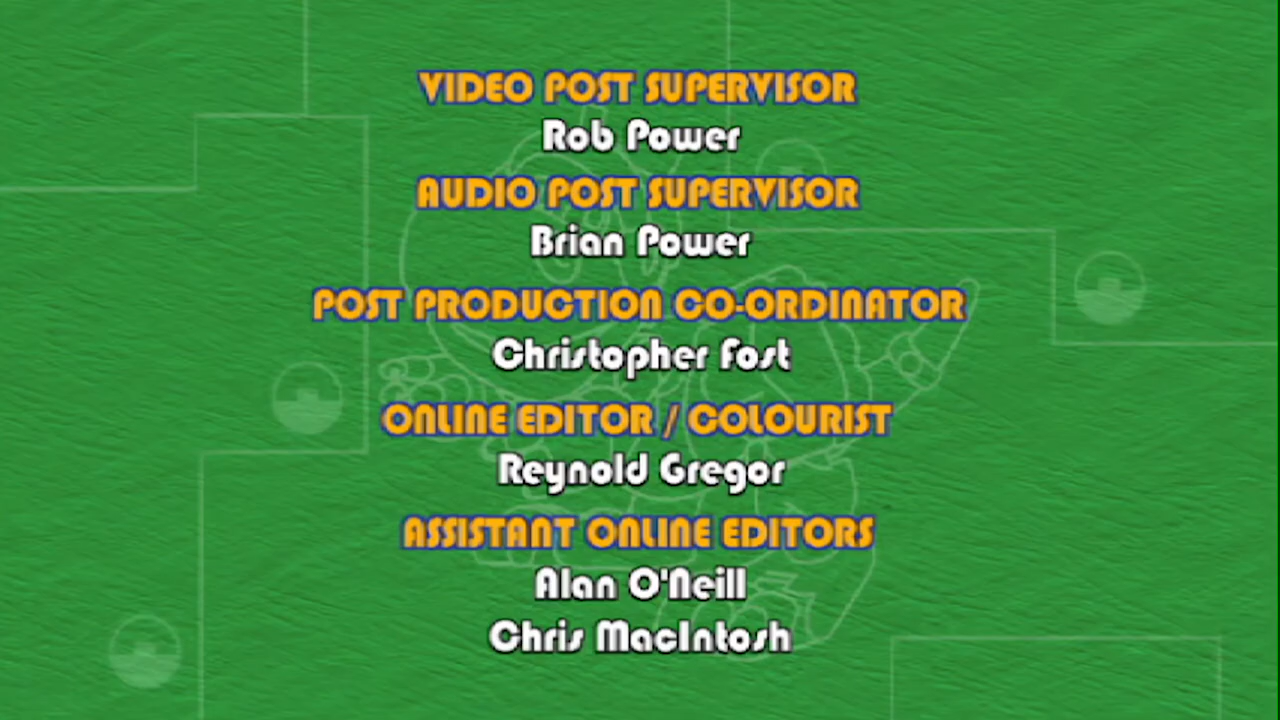 VIDEO POST SUPERVISOR
Rob Power
AUDIO POST SUPERVISOR
Brian Power
POST PRODUCTION CO-ORDINATOR
Christopher Fost
ONLINE EDITOR / COLOURIST
Reynold Gregor
ASSISTANT ONLINE EDITORS
Alan O'Neill
Chris MacIntosh